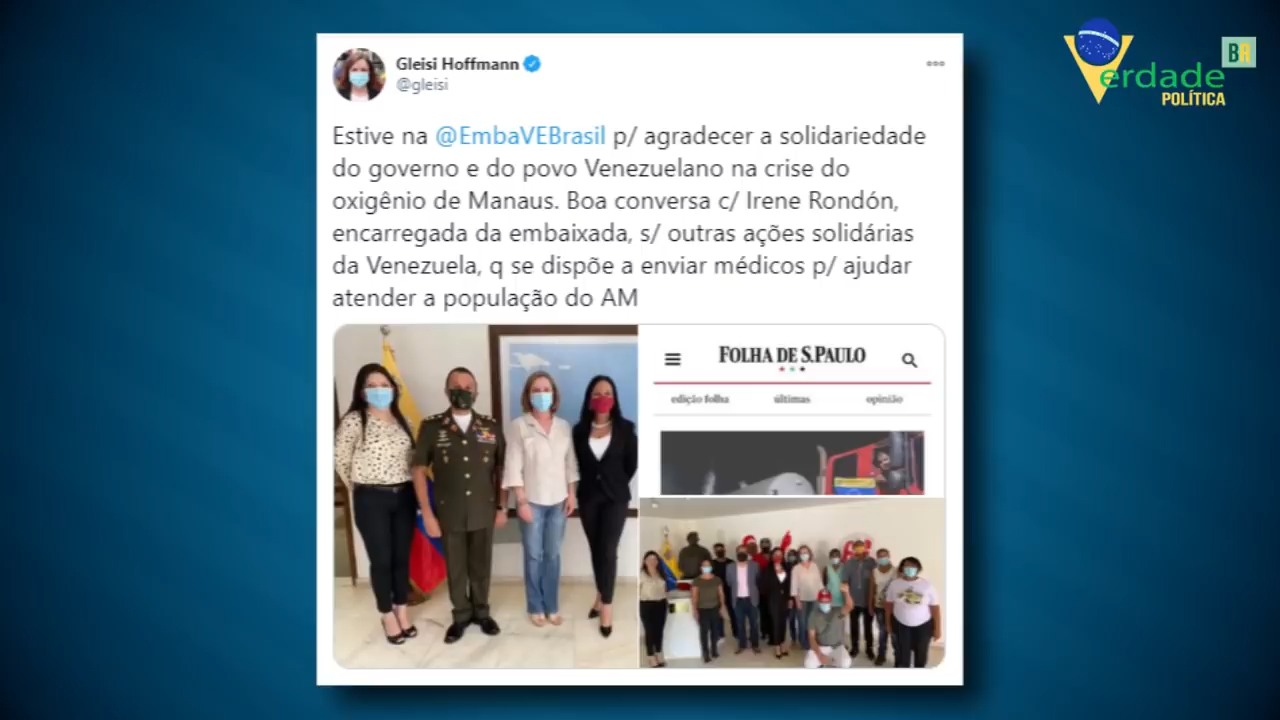 Gleisi Hoffmann
@gleisi
Estive na @EmbaVEBrasil p/ agradecer a solidariedade
do governo e do povo Venezuelano na crise do
oxigênio de Manaus. Boa conversa c/ Irene Rondón,
encarregada da embaixada, s/ outras ações solidárias
da Venezuela, q se dispõe a enviar médicos p/ ajudar
atender a população do AM
FOLHA DE S.PAULO
edição folha últimas opinião
Verdade
POLÍTICA
BR